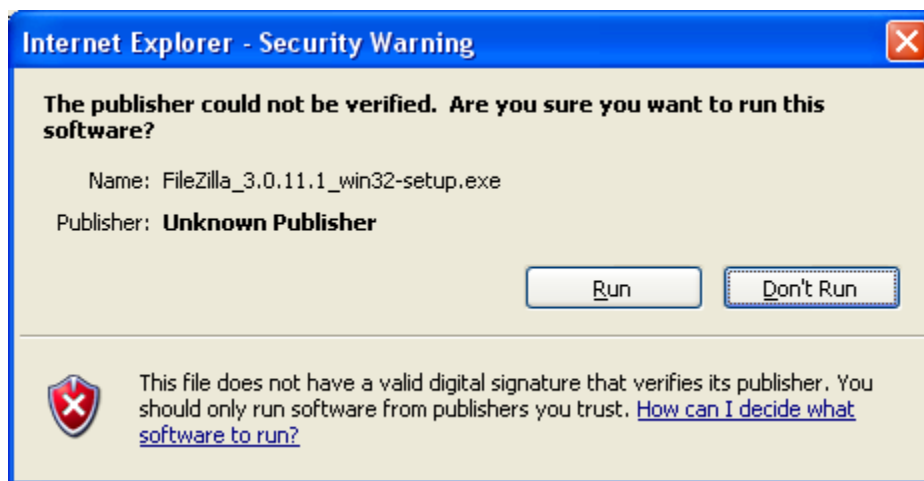 Internet Explorer - Security Warning
The publisher could not be verified.  Are you sure you want to run this
software?
Name: FileZilla_3.0.11.1_win32-setup.exe
Publisher: Unknown Publisher
Run
Don't Run
This file does not have a valid digital signature that verifies its publisher. You
should only run software from publishers you trust. How can I decide what
software to run?